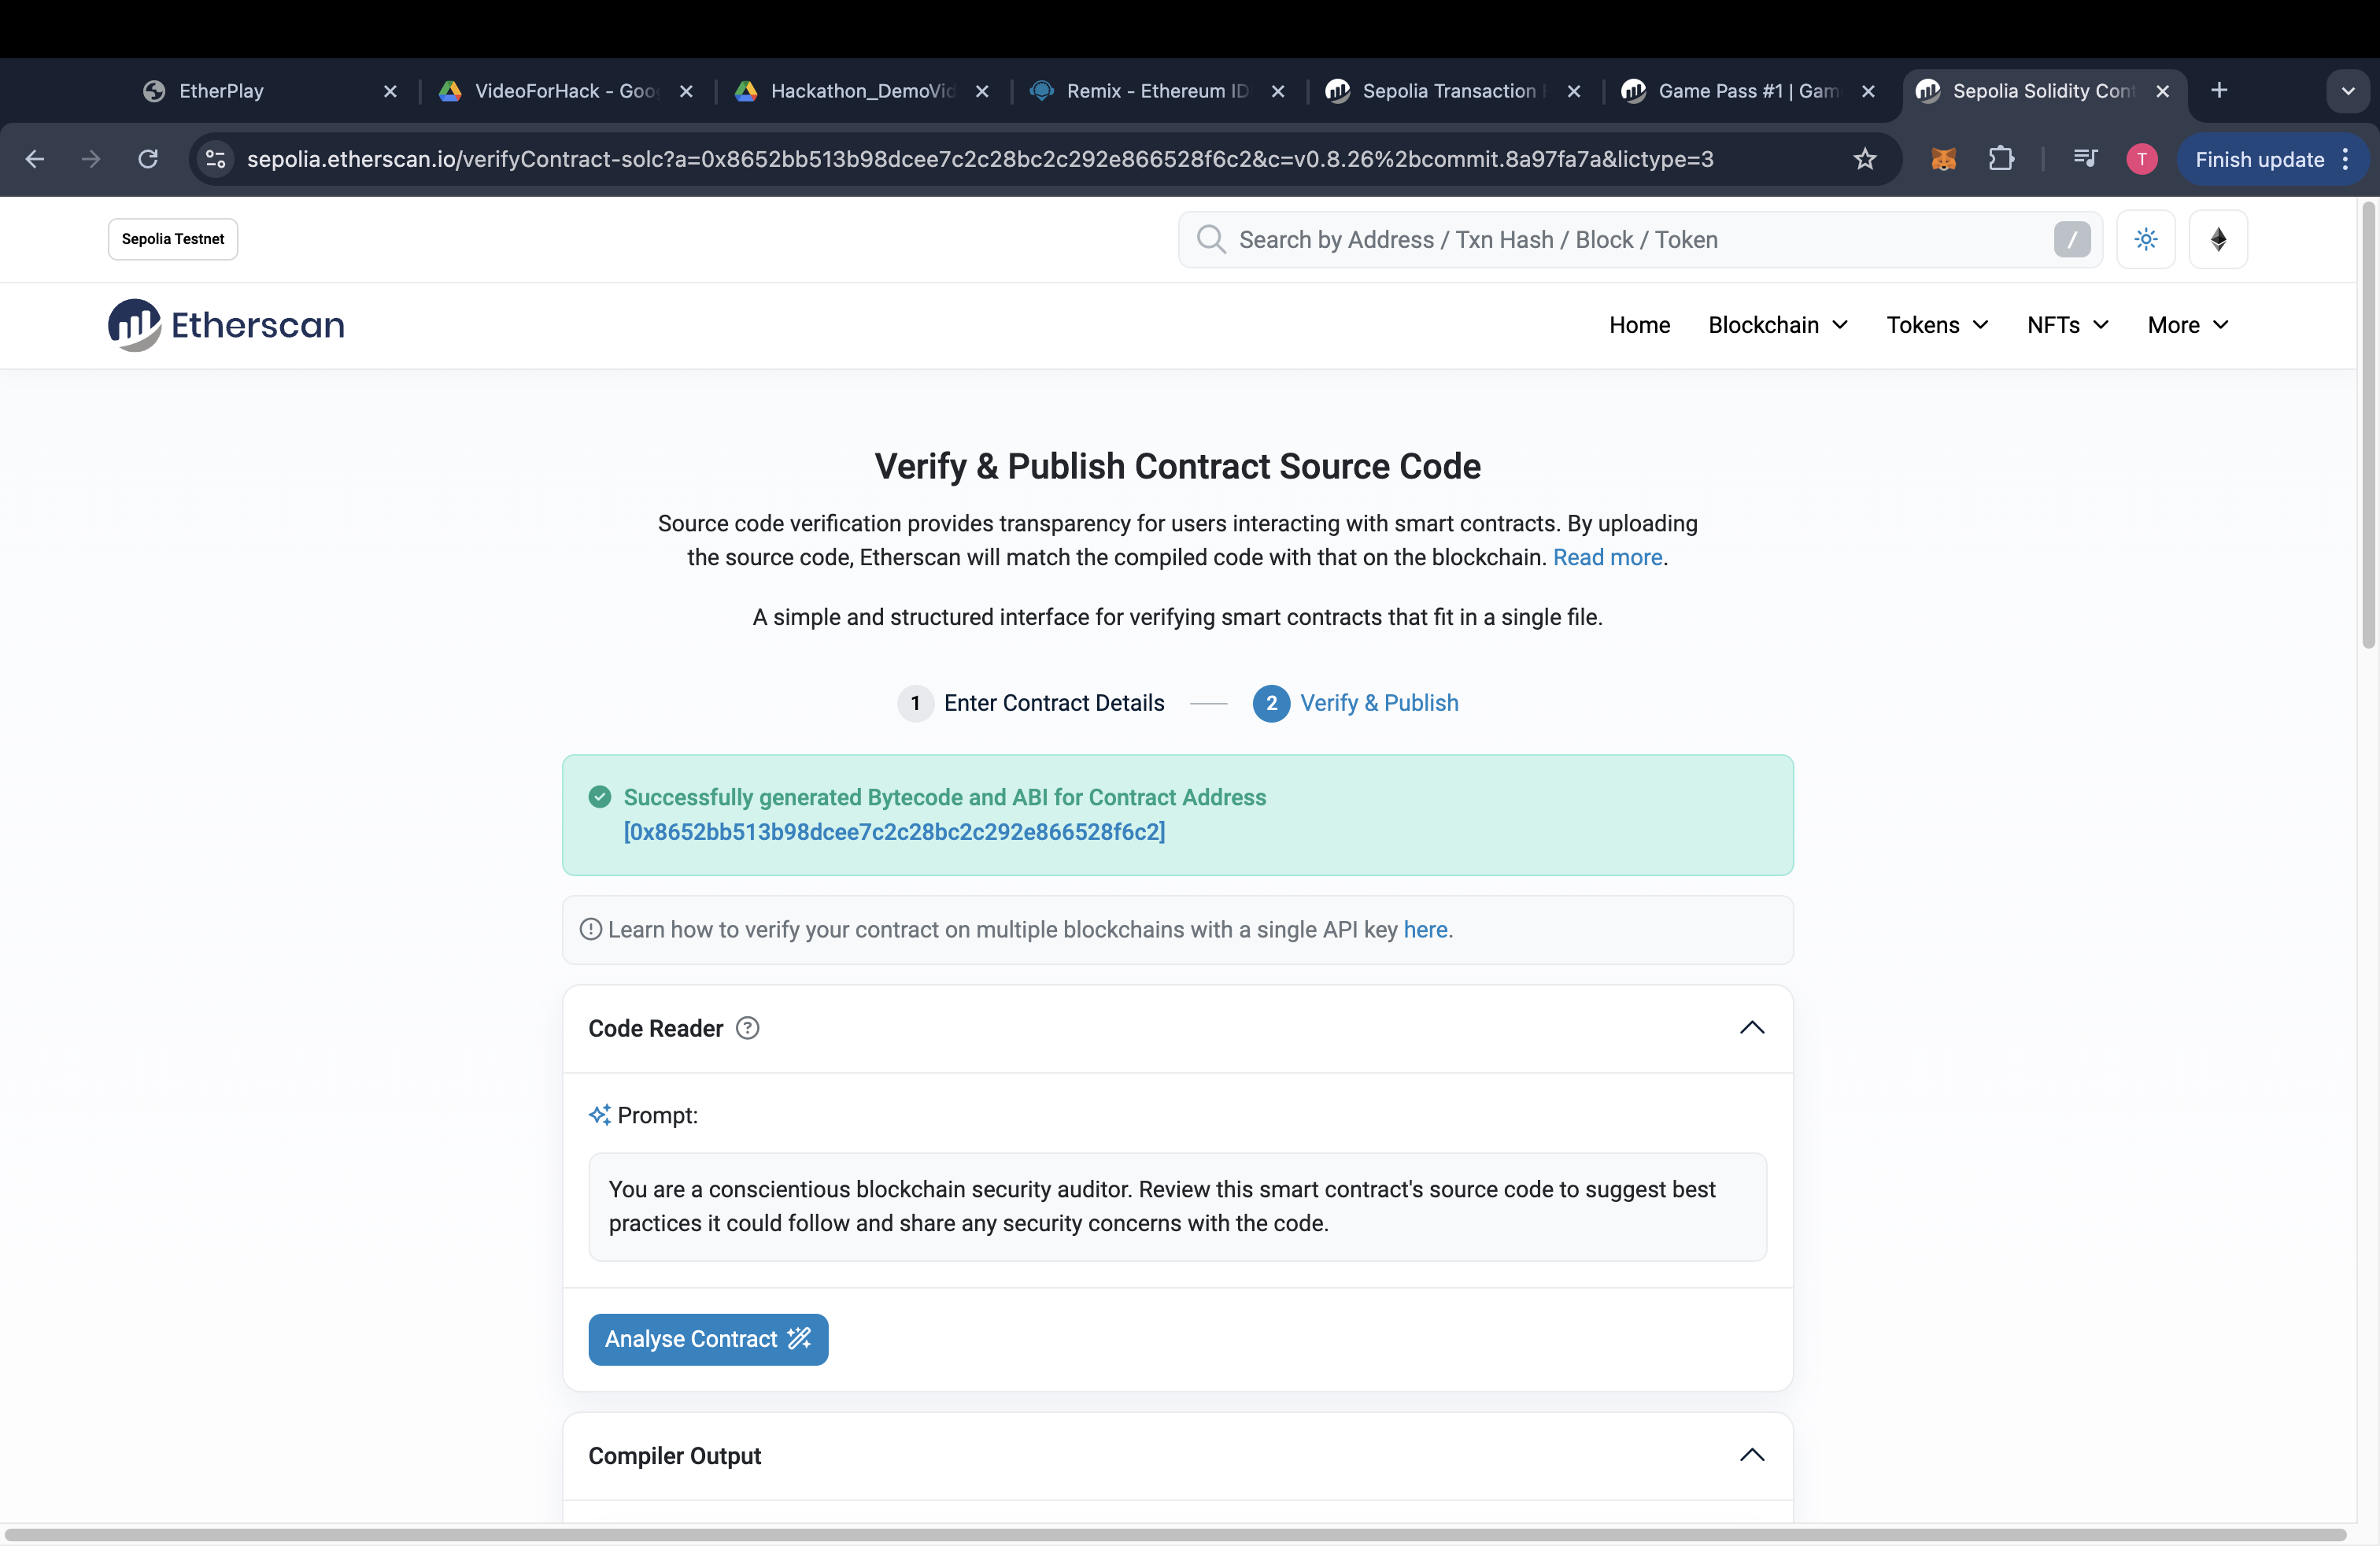 EtherPlay
VideoForHack - Goo
Hackathon_DemoVid
Remix - Ethereum ID
Sepolia Transaction
Game Pass #1 | Gam
Sepolia Solidity Cont
sepolia.etherscan.io/verifyContract-solc?a=0x8652bb513b98dcee7c2c28bc2c292e866528f6c2&c=v0.8.26%2bcommit.8a97fa7a&lictype=3
T
Finish update
Sepolia Testnet
Search by Address / Txn Hash / Block / Token
/
Etherscan
Home
Blockchain
Tokens
NFTs
More
Verify & Publish Contract Source Code
Source code verification provides transparency for users interacting with smart contracts. By uploading
the source code, Etherscan will match the compiled code with that on the blockchain. Read more.
A simple and structured interface for verifying smart contracts that fit in a single file.
1 Enter Contract Details
2 Verify & Publish
Successfully generated Bytecode and ABI for Contract Address
[0x8652bb513b98dcee7c2c28bc2c292e866528f6c2]
Learn how to verify your contract on multiple blockchains with a single API key here.
Code Reader
Prompt:
You are a conscientious blockchain security auditor. Review this smart contract's source code to suggest best
practices it could follow and share any security concerns with the code.
Analyse Contract
Compiler Output